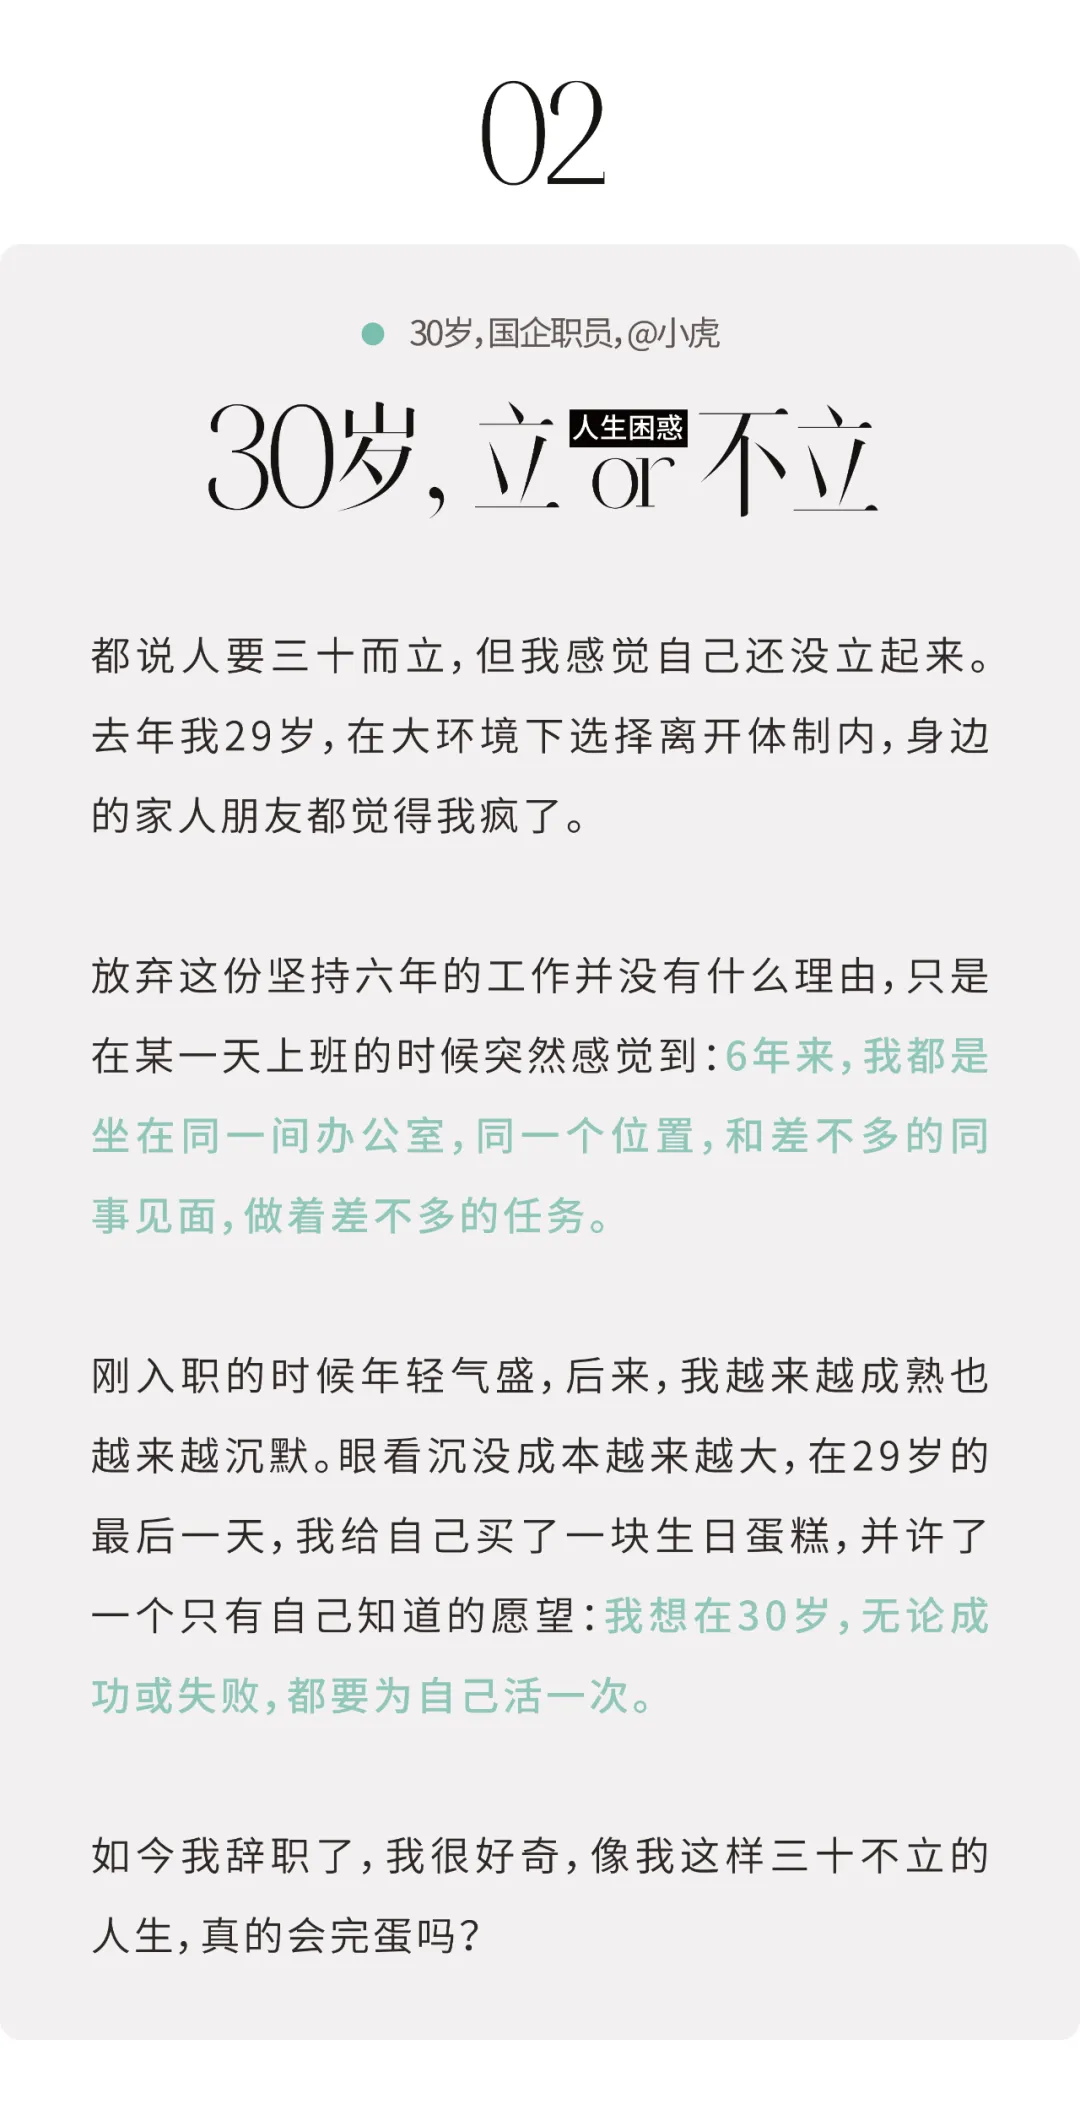 02
30岁，国企职员，@小虎
30岁，立 人生困惑 or 不立
都说人要三十而立，但我感觉自己还没立起来。
去年我29岁，在大环境下选择离开体制内，身边
的家人朋友都觉得我疯了。
放弃这份坚持六年的工作并没有什么理由，只是
在某一天上班的时候突然感觉到：6年来，我都是
坐在同一间办公室，同一个位置，和差不多的同
事见面，做着差不多的任务。
刚入职的时候年轻气盛，后来，我越来越成熟也
越来越沉默。眼看沉没成本越来越大，在29岁的
最后一天，我给自己买了一块生日蛋糕，并许了
一个只有自己知道的愿望：我想在30岁，无论成
功或失败，都要为自己活一次。
如今我辞职了，我很好奇，像我这样三十不立的
人生，真的会完蛋吗？